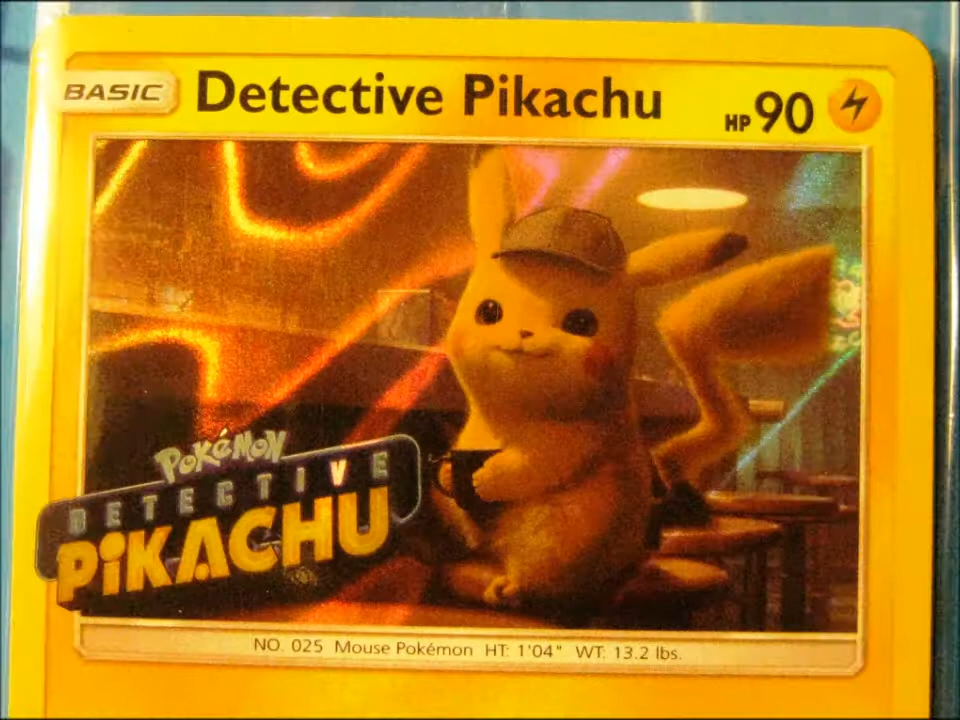 BASIC Detective Pikachu HP 90
POKéMON
DETECTIVE
PiKACHU
NO. 025 Mouse Pokémon HT: 1'04" WT: 13.2 lbs.